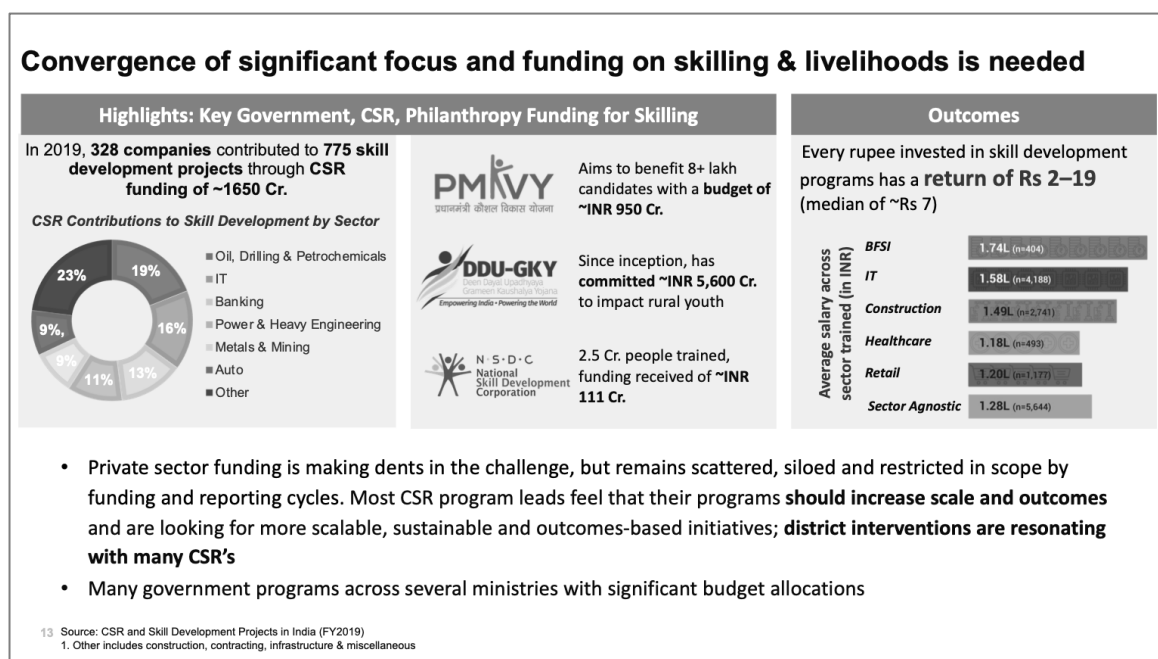 Convergence of significant focus and funding on skilling & livelihoods is needed
Highlights: Key Government, CSR, Philanthropy Funding for Skilling
In 2019, 328 companies contributed to 775 skill
development projects through CSR
funding of ~1650 Cr.
CSR Contributions to Skill Development by Sector
23%
19%
16%
13%
11%
9%
9%,
Oil, Drilling & Petrochemicals
IT
Banking
Power & Heavy Engineering
Metals & Mining
Auto
Other
PMKVY
प्रधानमंत्री कौशल विकास योजना
Aims to benefit 8+ lakh
candidates with a budget of
~INR 950 Cr.
DDU-GKY
Deen Dayal Upadhyaya
Grameen Kaushalya Yojana
Empowering India • Powering the World
Since inception, has
committed ~INR 5,600 Cr.
to impact rural youth
N·S·D·C
National
Skill Development
Corporation
2.5 Cr. people trained,
funding received of ~INR
111 Cr.
Outcomes
Every rupee invested in skill development
programs has a return of Rs 2–19
(median of ~Rs 7)
Average salary across
sector trained (in INR)
BFSI 1.74L (n=404)
IT 1.58L (n=4,188)
Construction 1.49L (n=2,741)
Healthcare 1.18L (n=493)
Retail 1.20L (n=1,177)
Sector Agnostic 1.28L (n=5,644)
• Private sector funding is making dents in the challenge, but remains scattered, siloed and restricted in scope by
funding and reporting cycles. Most CSR program leads feel that their programs should increase scale and outcomes
and are looking for more scalable, sustainable and outcomes-based initiatives; district interventions are resonating
with many CSR's
• Many government programs across several ministries with significant budget allocations
13 Source: CSR and Skill Development Projects in India (FY2019)
1. Other includes construction, contracting, infrastructure & miscellaneous